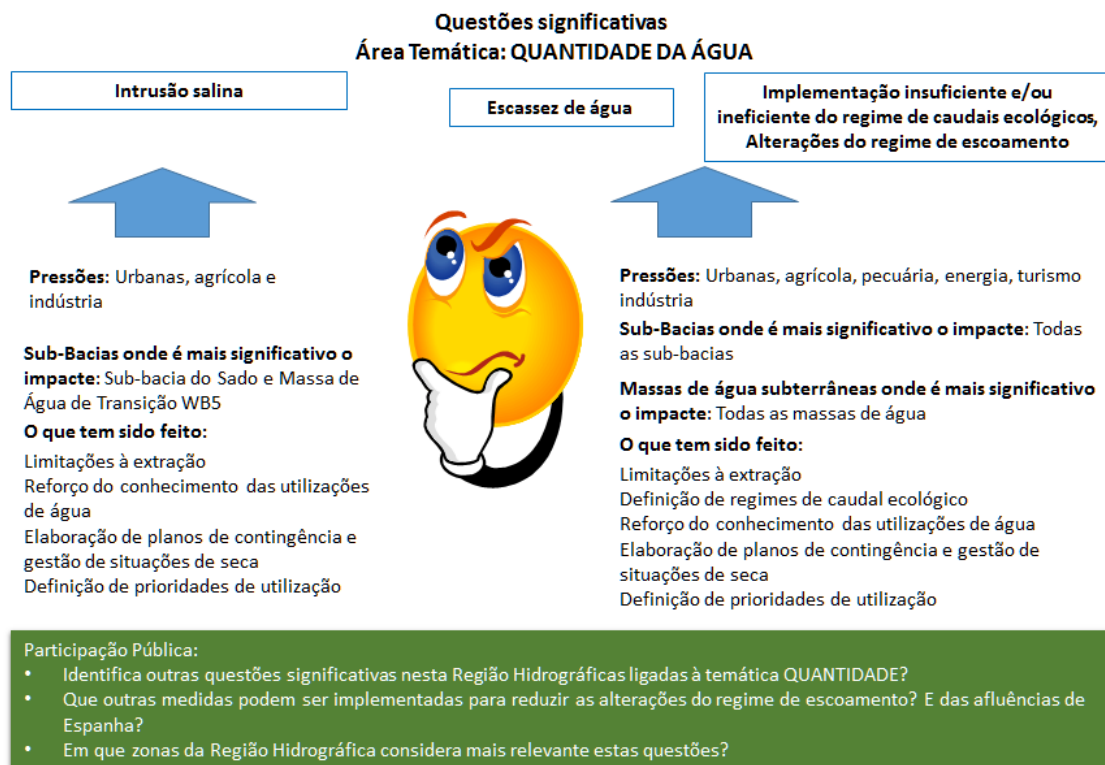 Questões significativas
Área Temática: QUANTIDADE DA ÁGUA
Intrusão salina
Escassez de água
Implementação insuficiente e/ou
ineficiente do regime de caudais ecológicos,
Alterações do regime de escoamento
Pressões: Urbanas, agrícola e
indústria
Sub-Bacias onde é mais significativo o
impacte: Sub-bacia do Sado e Massa de
Água de Transição WB5
O que tem sido feito:
Limitações à extração
Reforço do conhecimento das utilizações
de água
Elaboração de planos de contingência e
gestão de situações de seca
Definição de prioridades de utilização
Pressões: Urbanas, agrícola, pecuária, energia, turismo
indústria
Sub-Bacias onde é mais significativo o impacte: Todas
as sub-bacias
Massas de água subterrâneas onde é mais significativo
o impacte: Todas as massas de água
O que tem sido feito:
Limitações à extração
Definição de regimes de caudal ecológico
Reforço do conhecimento das utilizações de água
Elaboração de planos de contingência e gestão de
situações de seca
Definição de prioridades de utilização
Participação Pública:
• Identifica outras questões significativas nesta Região Hidrográficas ligadas à temática QUANTIDADE?
• Que outras medidas podem ser implementadas para reduzir as alterações do regime de escoamento? E das afluências de
Espanha?
• Em que zonas da Região Hidrográfica considera mais relevante estas questões?